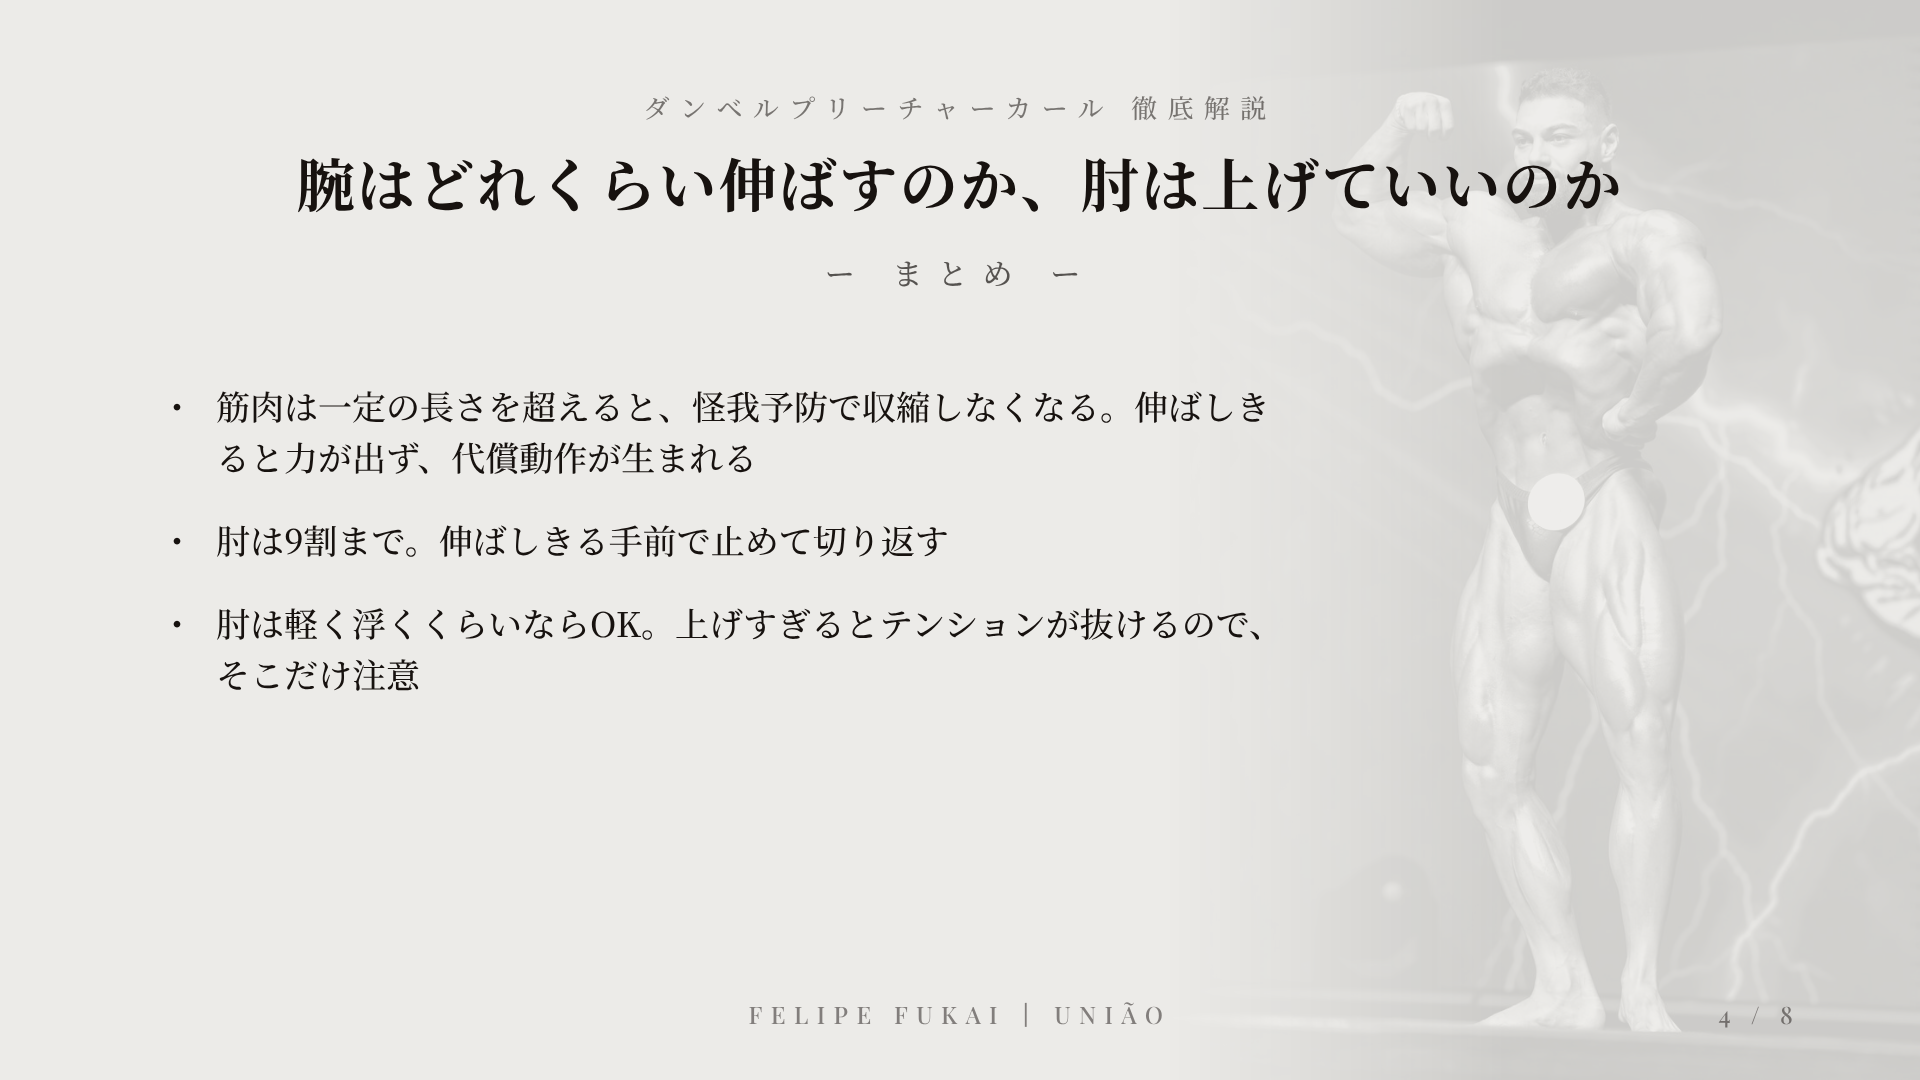 ダンベルプリーチャーカール 徹底解説
腕はどれくらい伸ばすのか、肘は上げていいのか
ー まとめ ー
・ 筋肉は一定の長さを超えると、怪我予防で収縮しなくなる。伸ばしき
ると力が出ず、代償動作が生まれる
・ 肘は9割まで。伸ばしきる手前で止めて切り返す
・ 肘は軽く浮くくらいならOK。上げすぎるとテンションが抜けるので、
そこだけ注意
FELIPE FUKAI | UNIÃO
4 / 8